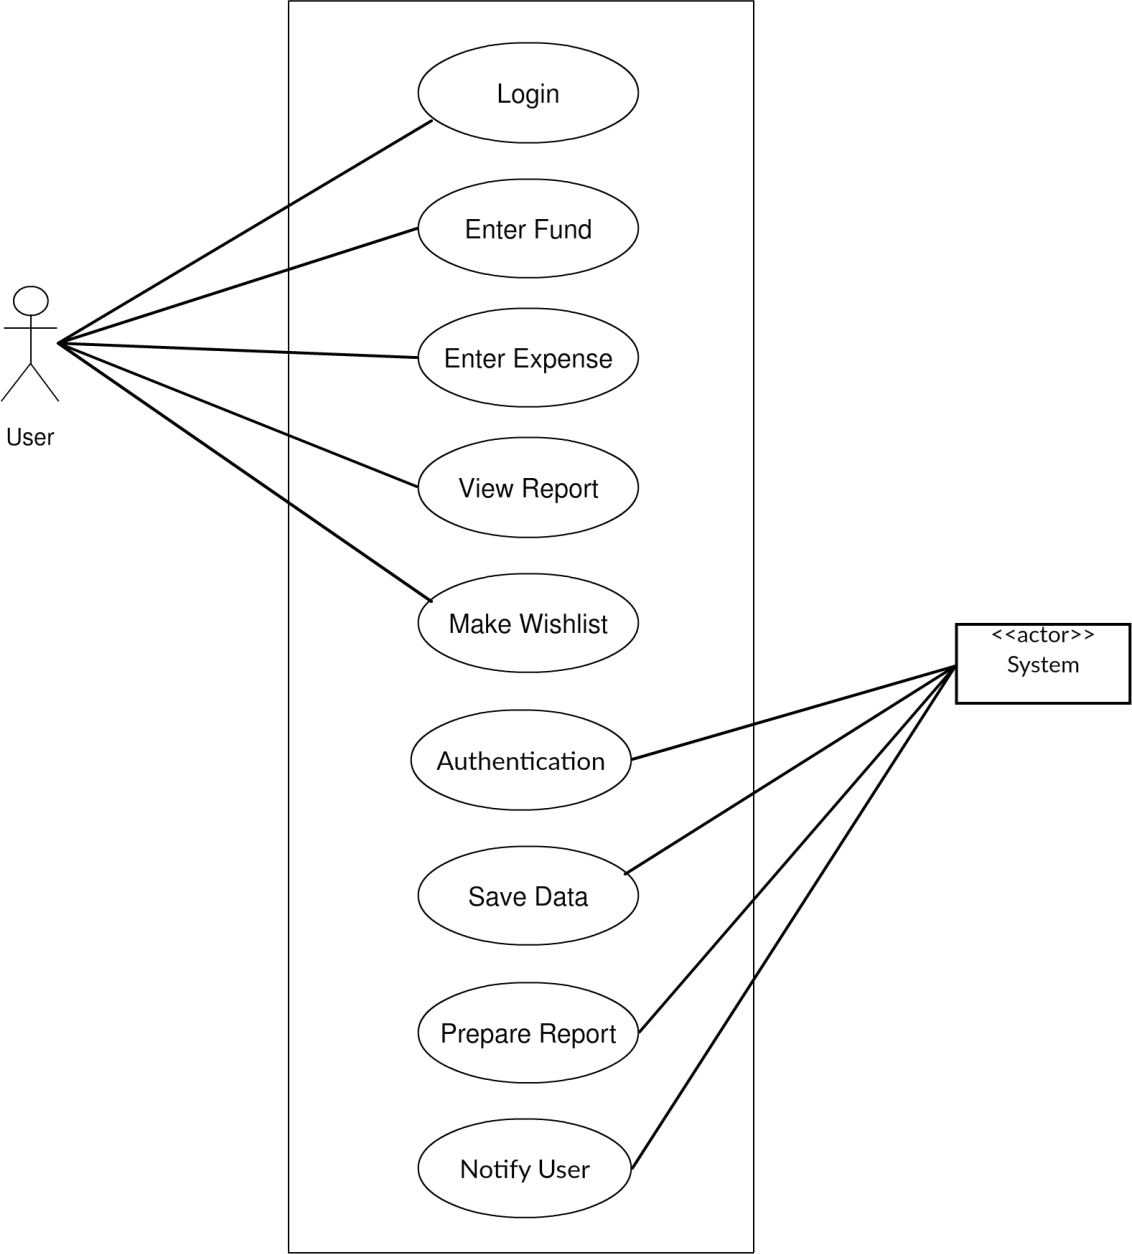 Login
Enter Fund
Enter Expense
User
View Report
Make Wishlist
<<actor>>
System
Authentication
Save Data
Prepare Report
Notify User